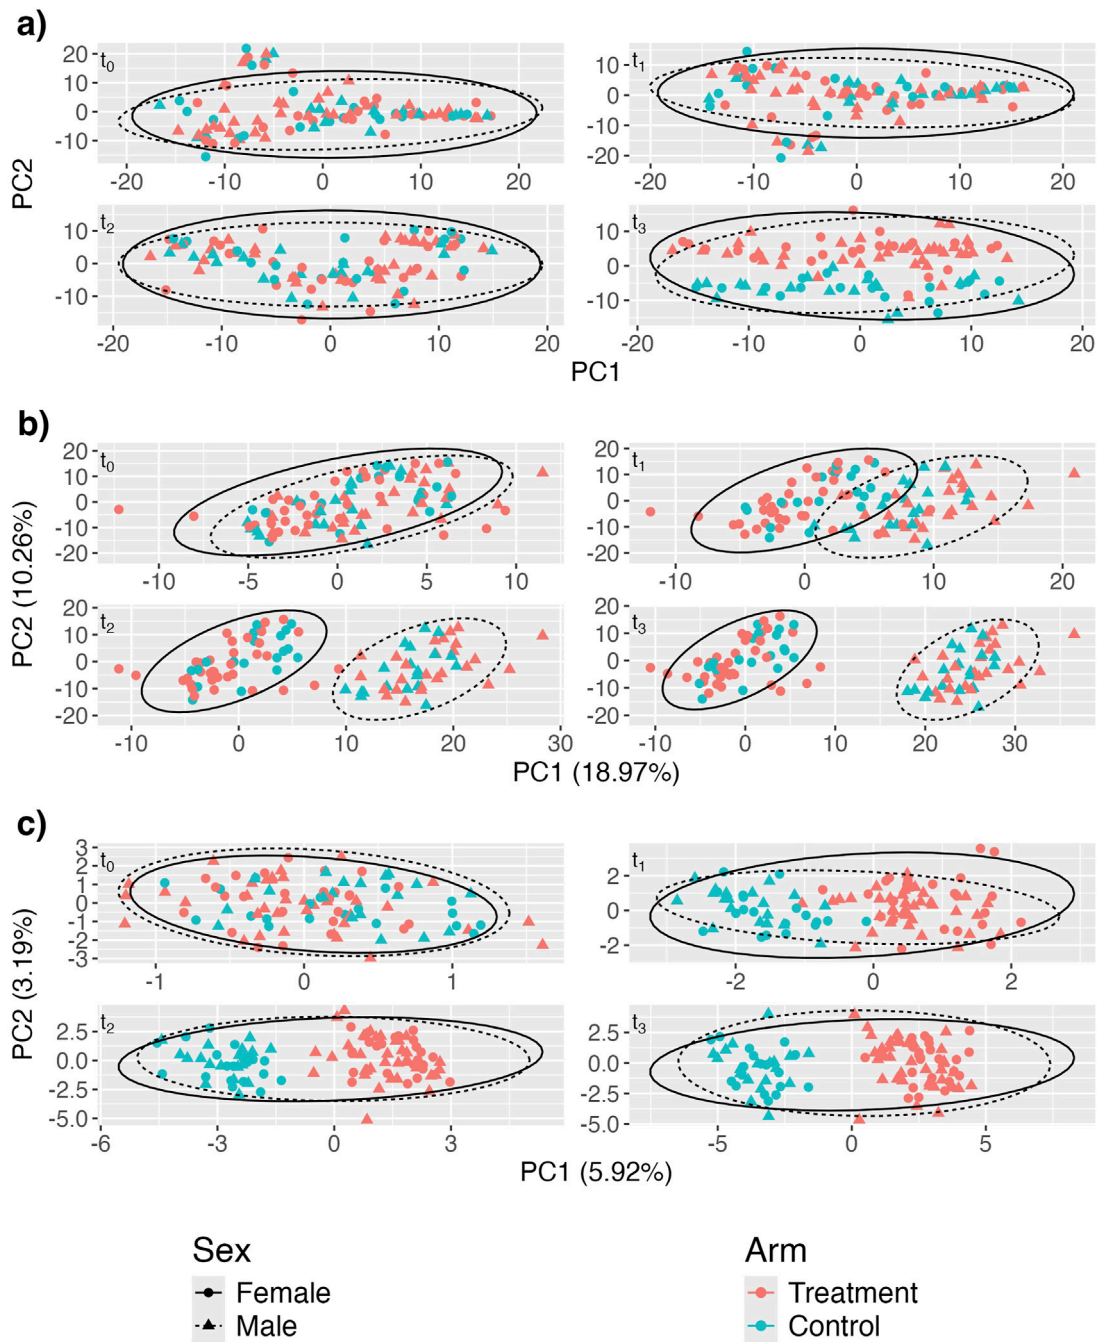 a)
t0 t1
20 10 0 -10
10 0 -10 -20
-20 -10 0 10 20
-20 -10 0 10 20
PC2
t2 t3
10 0 -10
10 0 -10
-20 -10 0 10 20
-20 -10 0 10 20
PC1
b)
t0 t1
20 10 0 -10 -20
20 10 0 -10 -20
-10 -5 0 5 10
-10 0 10 20
PC2 (10.26%)
t2 t3
20 10 0 -10 -20
20 10 0 -10 -20
-10 0 10 20 30
-10 0 10 20 30
PC1 (18.97%)
c)
t0 t1
3 2 1 0 -1 -2 -3
2 0 -2
-1 0 1
-2 0 2
PC2 (3.19%)
t2 t3
2.5 0.0 -2.5 -5.0
2.5 0.0 -2.5 -5.0
-6 -3 0 3
-5 0 5
PC1 (5.92%)
Sex Arm
Female Treatment
Male Control